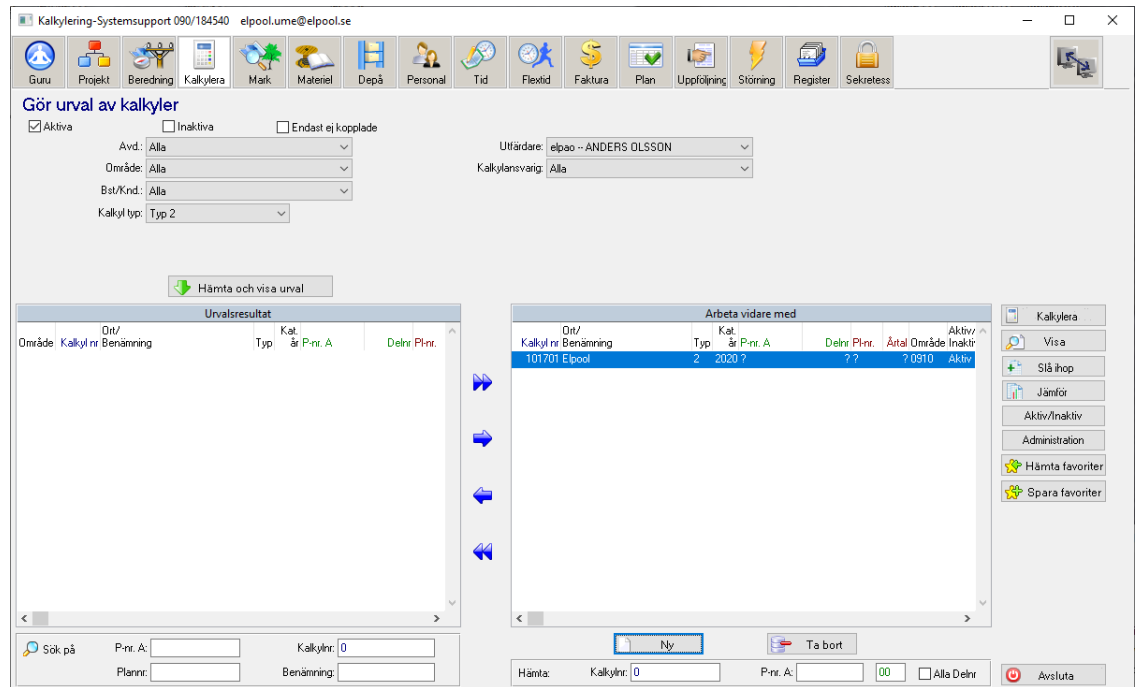 Kalkylering-Systemsupport 090/184540 elpool.ume@elpool.se
Guru Projekt Beredning Kalkylera Mark Materiel Depå Personal Tid Flextid Faktura Plan Uppföljning Störning Register Sekretess
Gör urval av kalkyler
Aktiva Inaktiva Endast ej kopplade
Avd.: Alla Utfärdare: elpao -- ANDERS OLSSON
Område: Alla Kalkylansvarig: Alla
Bst/Knd.: Alla
Kalkyl typ: Typ 2
Hämta och visa urval
Urvalsresultat
Ort/ Kat.
Område Kalkyl nr Benämning Typ år P-nr. A Delnr Pl-nr.
Arbeta vidare med
Ort/ Kat. Aktiv/
Kalkyl nr Benämning Typ år P-nr. A Delnr Pl-nr. Årtal Område Inakti
101701 Elpool 2 2020 ? ? ? ? 0910 Aktiv
Kalkylera
Visa
Slå ihop
Jämför
Aktiv/Inaktiv
Administration
Hämta favoriter
Spara favoriter
Sök på P-nr. A: Kalkylnr: 0
Plannr: Benämning:
Ny Ta bort
Hämta: Kalkylnr: 0 P-nr. A: 00 Alla Delnr
Avsluta